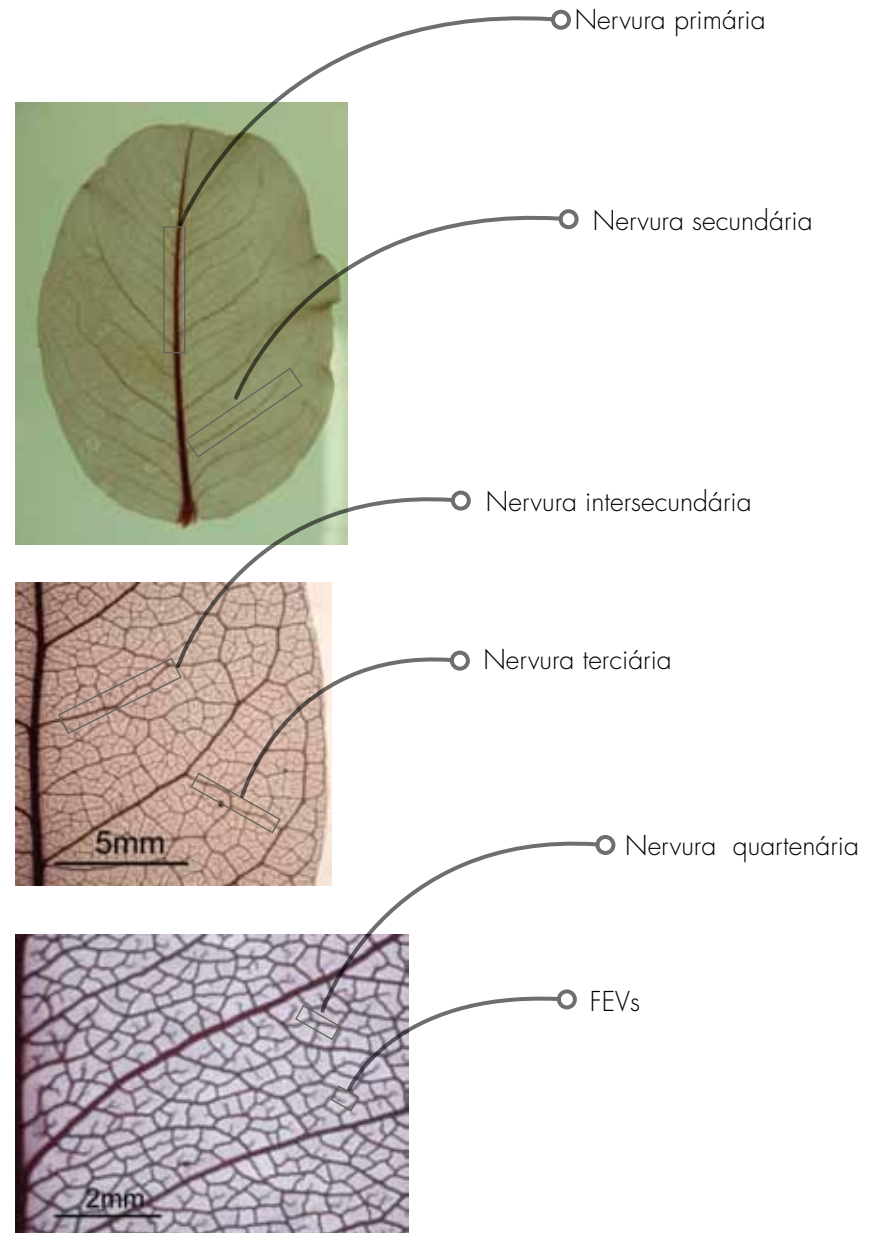 Nervura primária
Nervura secundária
Nervura intersecundária
Nervura terciária
5mm
Nervura quartenária
FEVs
2mm